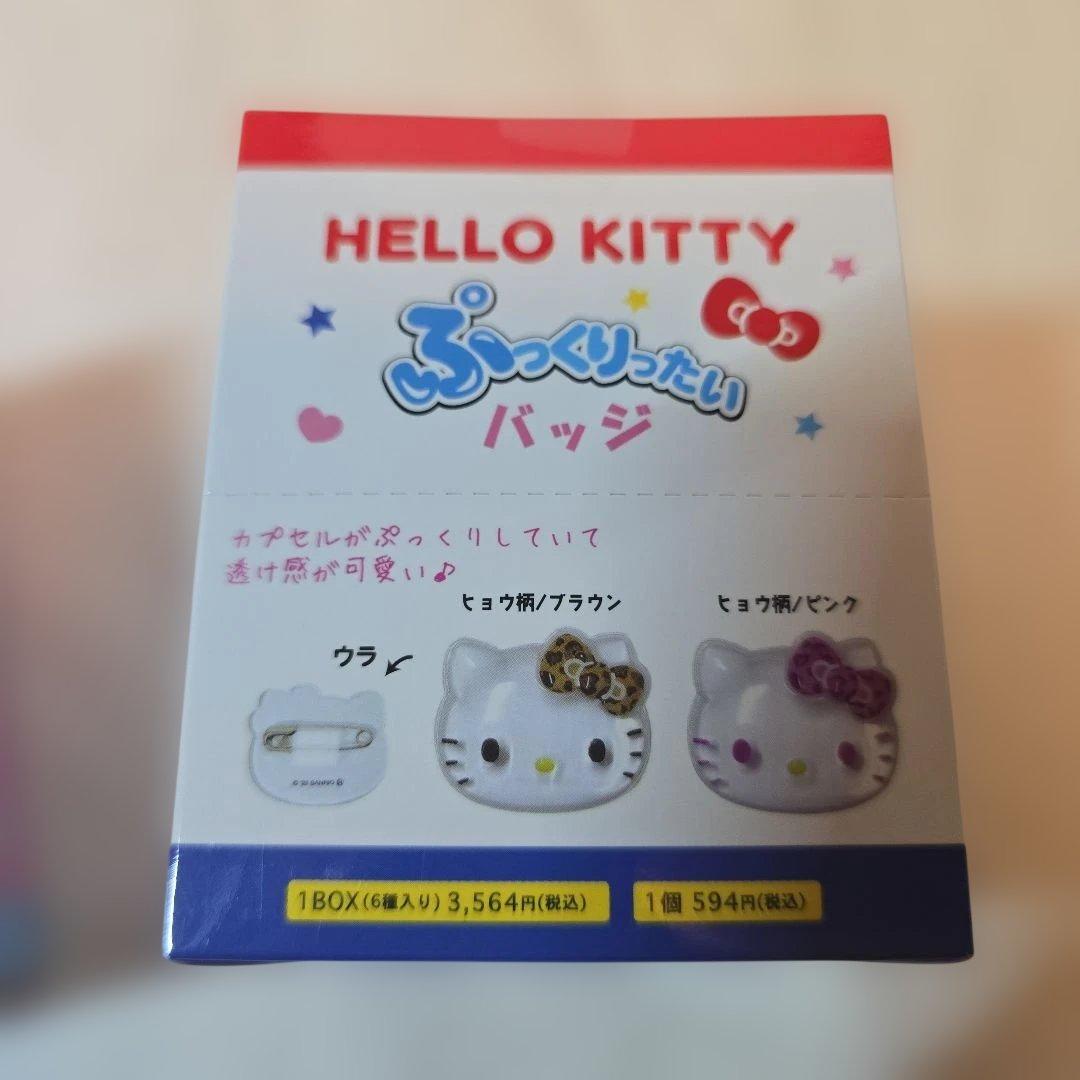 HELLO KITTY
ぷっくりったい
バッジ
カプセルがぷっくりしていて
透け感が可愛い♪
ヒョウ柄/ブラウン
ヒョウ柄/ピンク
ウラ
1BOX(6種入り) 3,564円(税込)
1個 594円(税込)